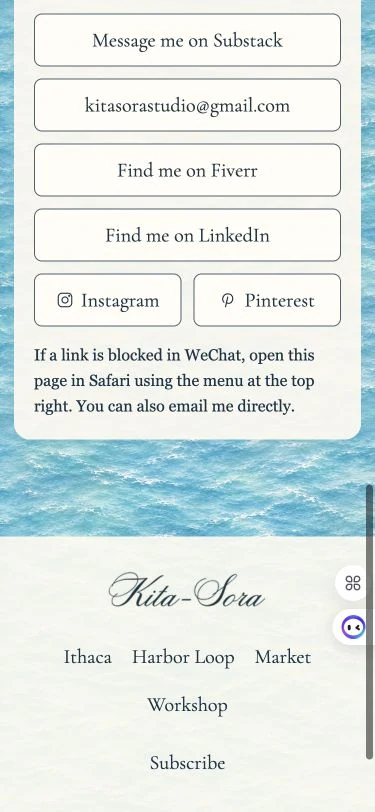 Message me on Substack
kitasorastudio@gmail.com
Find me on Fiverr
Find me on LinkedIn
Instagram
Pinterest
If a link is blocked in WeChat, open this
page in Safari using the menu at the top
right. You can also email me directly.
Kita-Sora
Ithaca Harbor Loop Market
Workshop
Subscribe